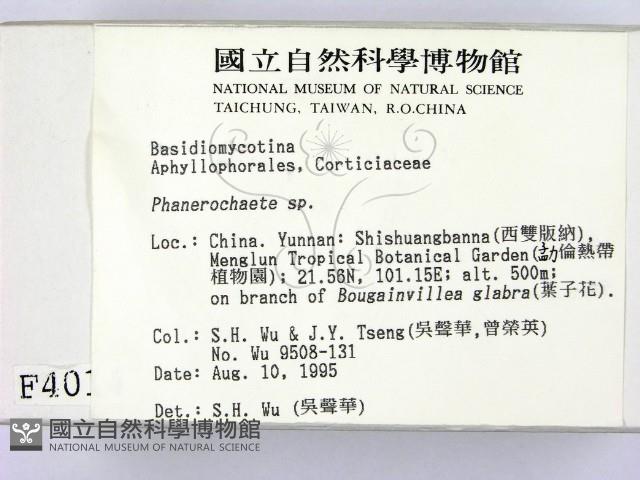 國立自然科學博物館
NATIONAL MUSEUM OF NATURAL SCIENCE
TAICHUNG, TAIWAN, R.O.CHINA
Basidiomycotina
Aphyllophorales, Corticiaceae
Phanerochaete sp.
Loc.: China. Yunnan: Shishuangbanna(西雙版納),
Menglun Tropical Botanical Garden(勐倫熱帶
植物園); 21.56N, 101.15E; alt. 500m;
on branch of Bougainvillea glabra(葉子花).
Col.: S.H. Wu & J.Y. Tseng(吳聲華,曾榮英)
No. Wu 9508-131
Date: Aug. 10, 1995
F401
Det.: S.H. Wu (吳聲華)
國立自然科學博物館
NATIONAL MUSEUM OF NATURAL SCIENCE